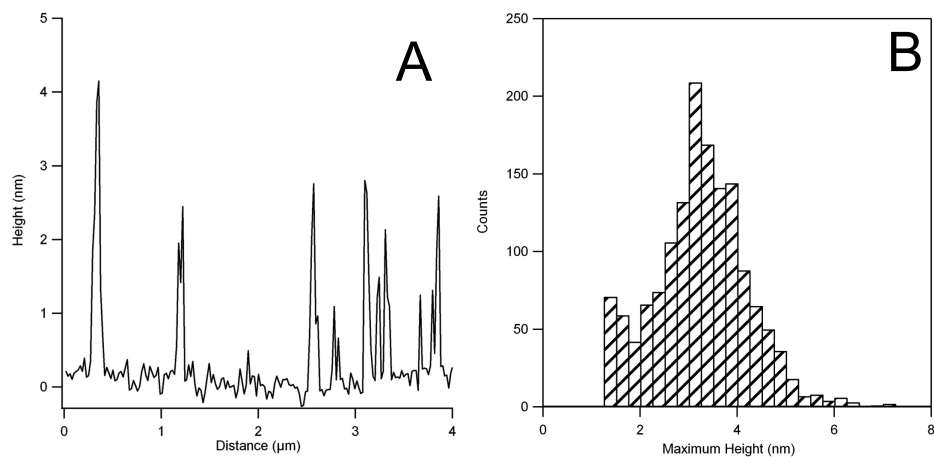 A
5
4
3
2
1
0
Height (nm)
0 1 2 3 4
Distance (μm)
B
250
200
150
100
50
0
Counts
0 2 4 6 8
Maximum Height (nm)